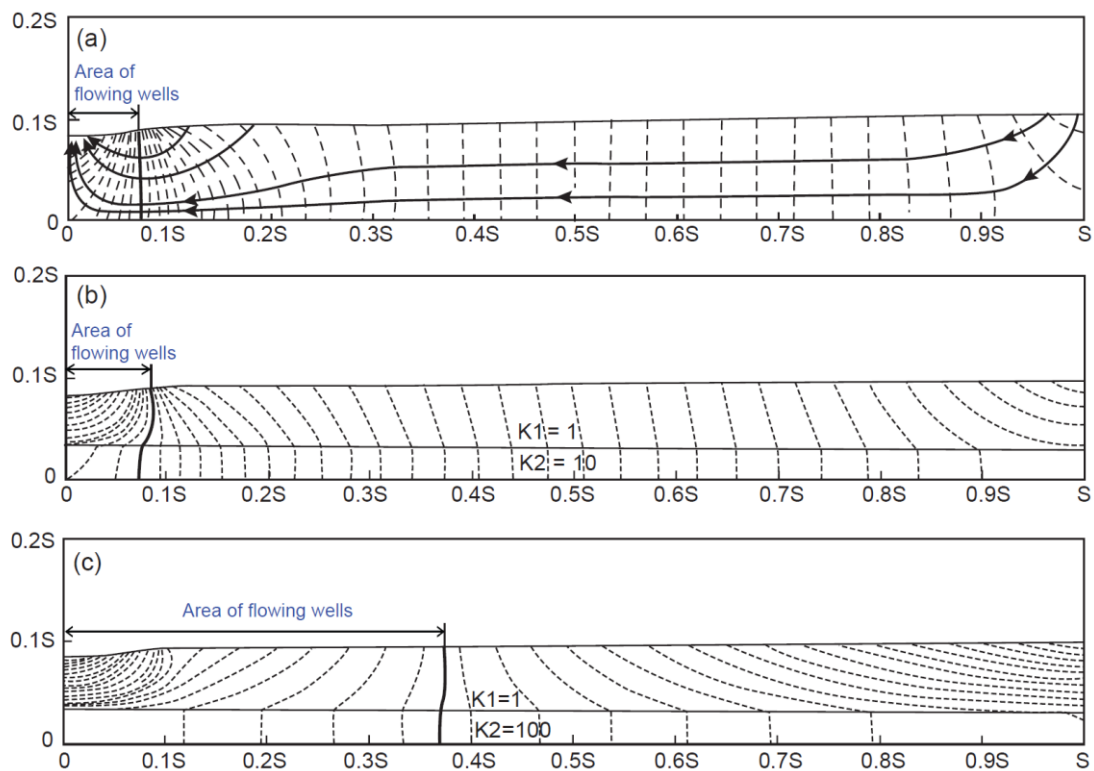 0.2S
(a)
Area of
flowing wells
0.1S
0
0 0.1S 0.2S 0.3S 0.4S 0.5S 0.6S 0.7S 0.8S 0.9S S
0.2S
(b)
Area of
flowing wells
0.1S
K1= 1
K2 = 10
0
0 0.1S 0.2S 0.3S 0.4S 0.5S 0.6S 0.7S 0.8S 0.9S S
0.2S
(c)
Area of flowing wells
0.1S
K1=1
K2=100
0
0 0.1S 0.2S 0.3S 0.4S 0.5S 0.6S 0.7S 0.8S 0.9S S